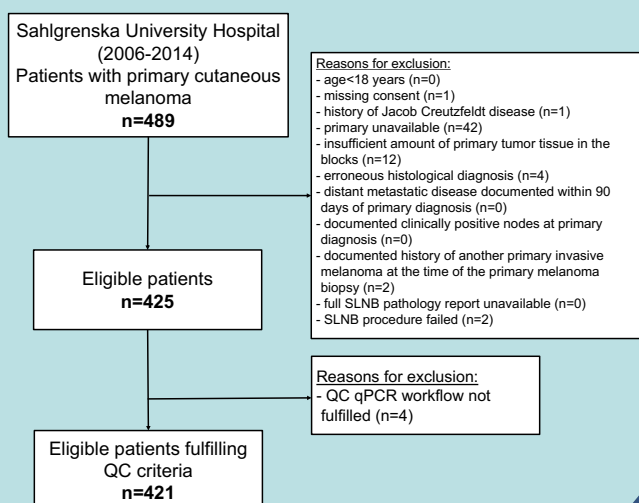 Sahlgrenska University Hospital
(2006-2014)
Patients with primary cutaneous
melanoma
n=489
Reasons for exclusion:
- age<18 years (n=0)
- missing consent (n=1)
- history of Jacob Creutzfeldt disease (n=1)
- primary unavailable (n=42)
- insufficient amount of primary tumor tissue in the
blocks (n=12)
- erroneous histological diagnosis (n=4)
- distant metastatic disease documented within 90
days of primary diagnosis (n=0)
- documented clinically positive nodes at primary
diagnosis (n=0)
- documented history of another primary invasive
melanoma at the time of the primary melanoma
biopsy (n=2)
- full SLNB pathology report unavailable (n=0)
- SLNB procedure failed (n=2)
Eligible patients
n=425
Reasons for exclusion:
- QC qPCR workflow not
fulfilled (n=4)
Eligible patients fulfilling
QC criteria
n=421